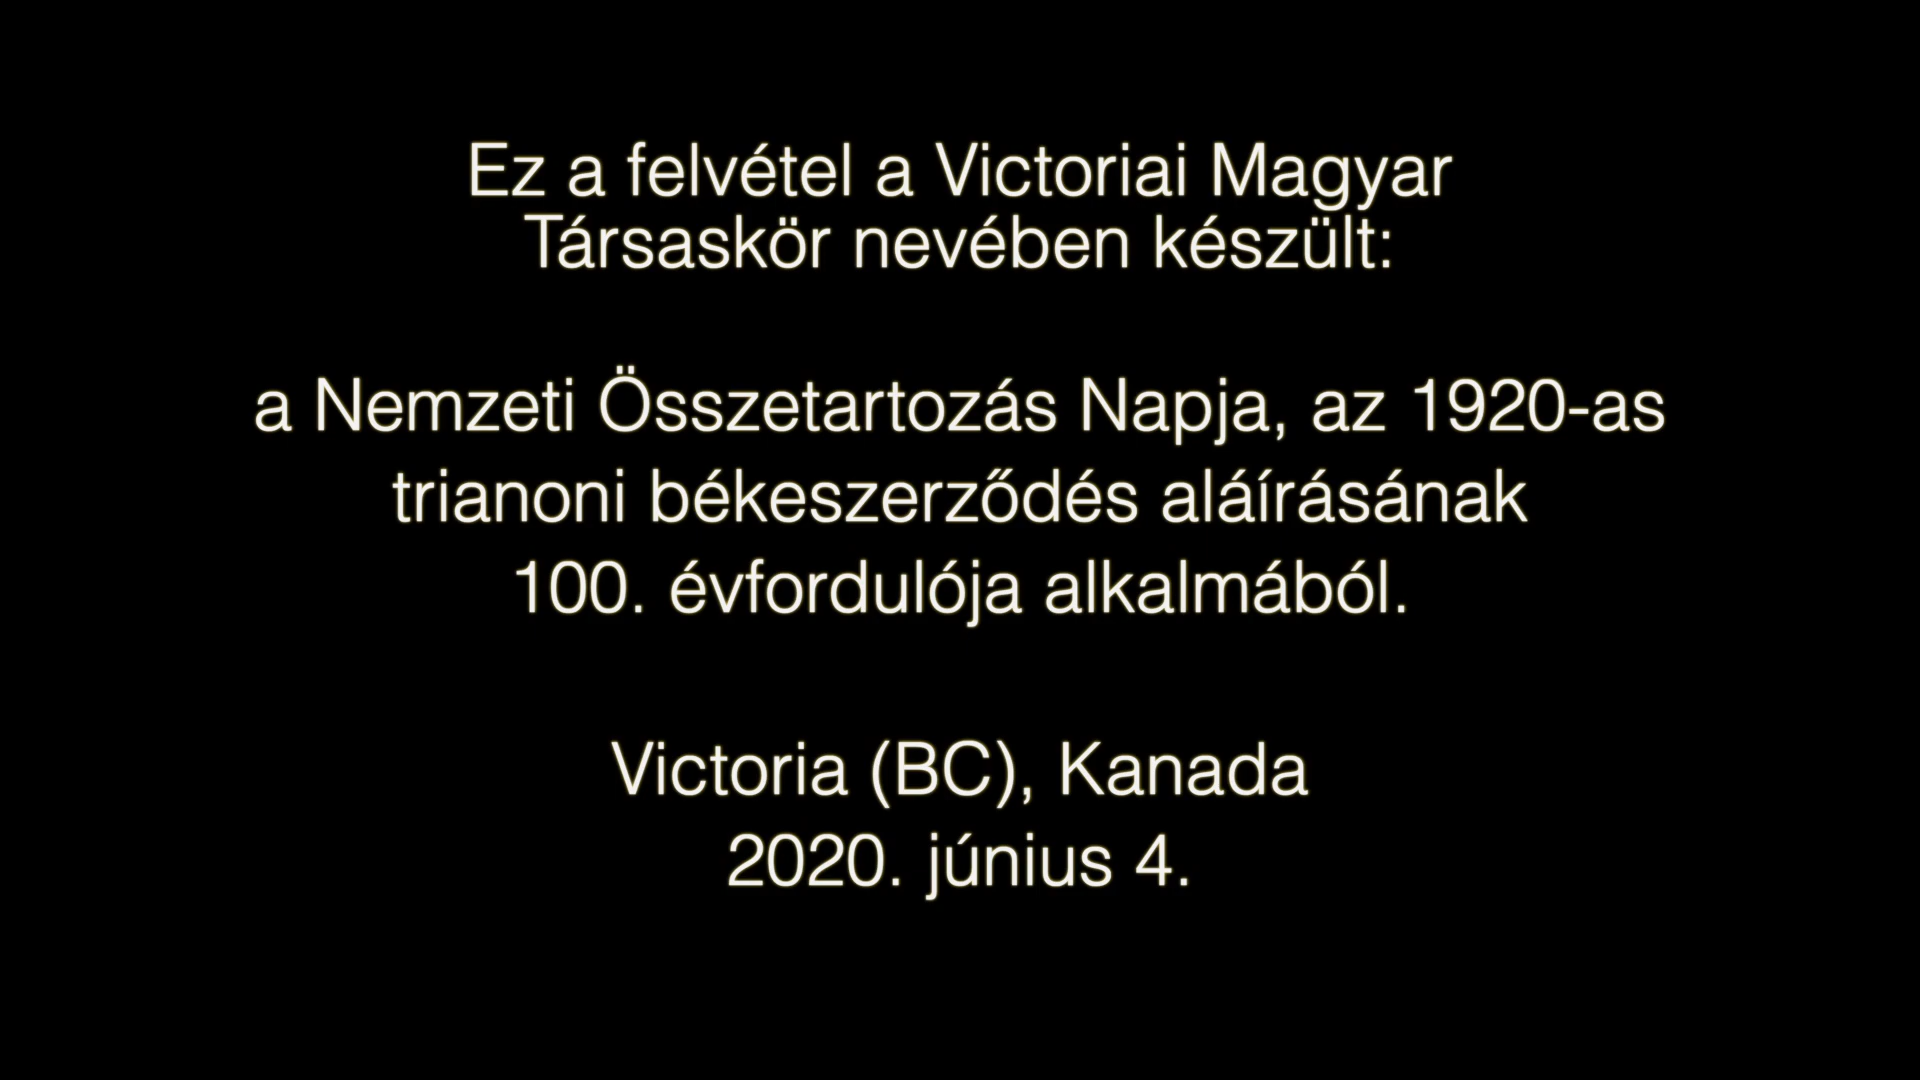 Ez a felvétel a Victoriai Magyar
Társaskör nevében készült:
a Nemzeti Összetartozás Napja, az 1920-as
trianoni békeszerződés aláírásának
100. évfordulója alkalmából.
Victoria (BC), Kanada
2020. június 4.